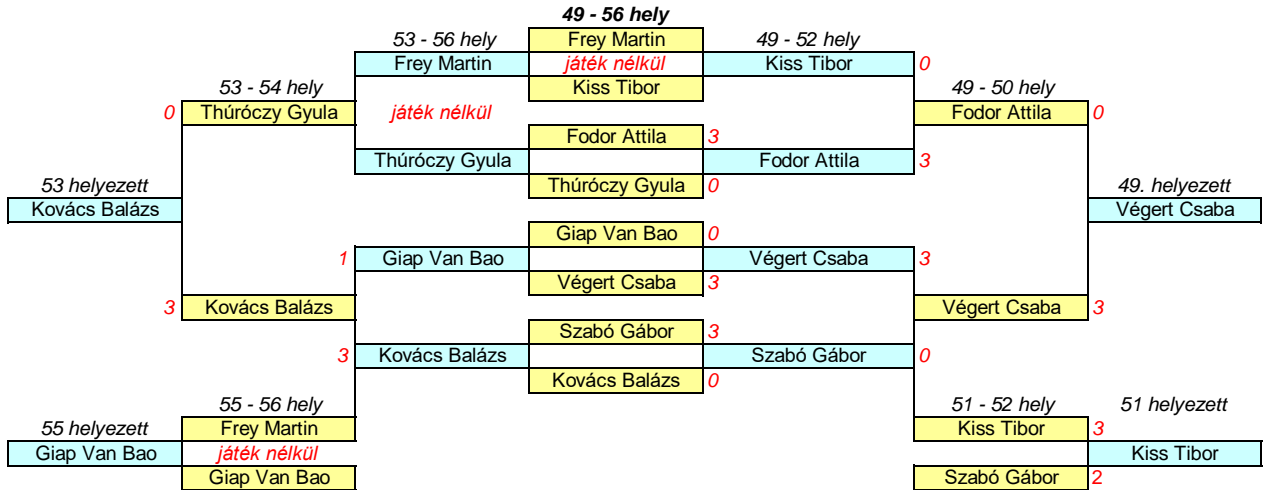 49 - 56 hely
53 - 56 hely Frey Martin 49 - 52 hely
Frey Martin játék nélkül Kiss Tibor 0
53 - 54 hely Kiss Tibor 49 - 50 hely
0 Thúróczy Gyula játék nélkül Fodor Attila 0
Fodor Attila 3
Thúróczy Gyula Fodor Attila 3
53 helyezett Thúróczy Gyula 0 49. helyezett
Kovács Balázs Végert Csaba
Giap Van Bao 0
1 Giap Van Bao Végert Csaba 3
Végert Csaba 3
3 Kovács Balázs Végert Csaba 3
Szabó Gábor 3
3 Kovács Balázs Szabó Gábor 0
Kovács Balázs 0
55 - 56 hely 51 - 52 hely 51 helyezett
55 helyezett Frey Martin Kiss Tibor 3
Giap Van Bao játék nélkül Kiss Tibor
Giap Van Bao Szabó Gábor 2